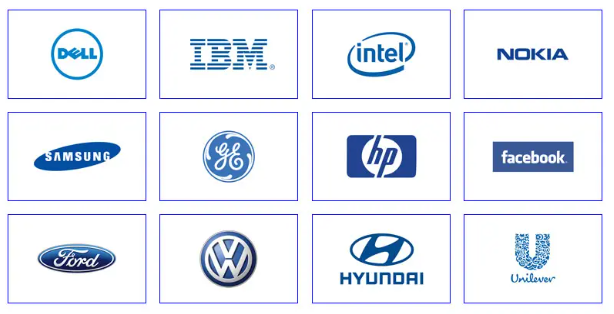 DELL
IBM®
intel®
NOKIA
SAMSUNG
GE
hp
facebook
Ford
VW
HYUNDAI
Unilever